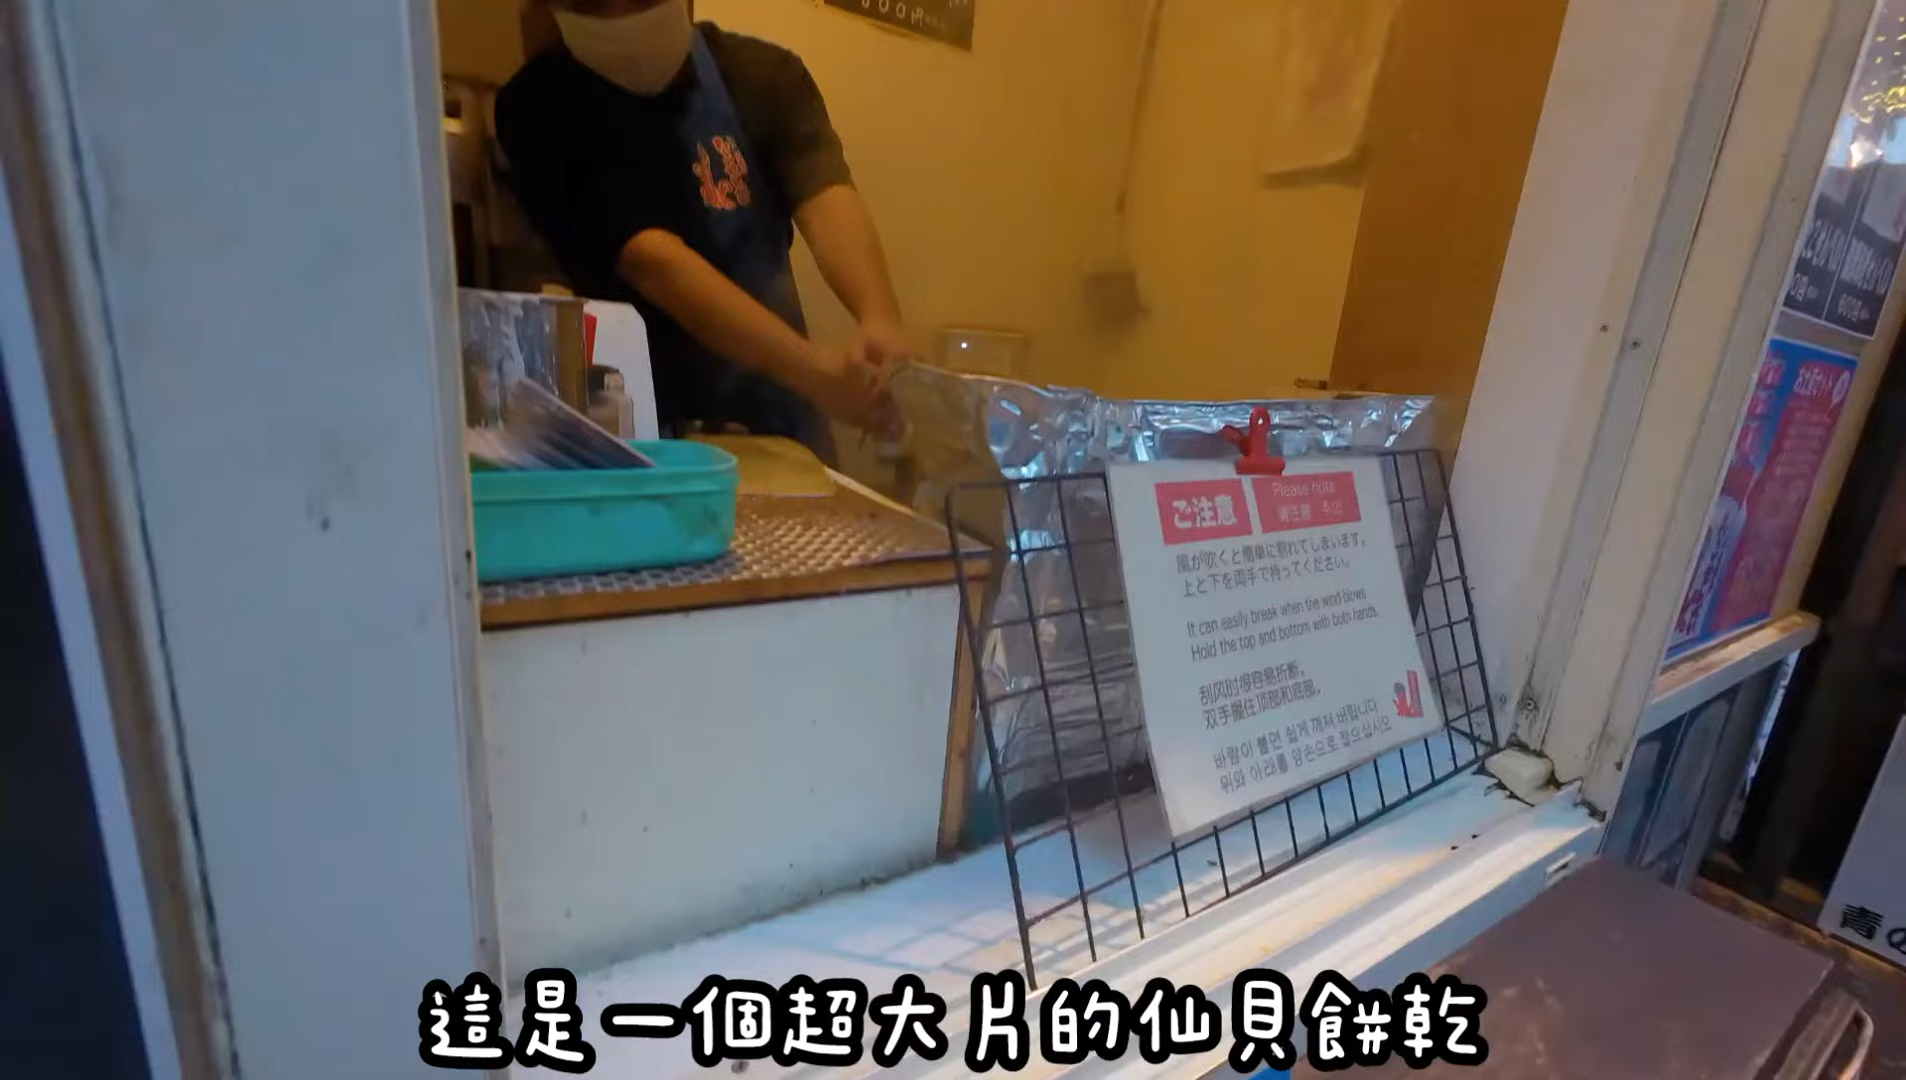 ご注意
Please note
请注意 주의
風が吹くと簡単に割れてしまいます。
上と下を両手で持ってください。
It can easily break when the wind blows
Hold the top and bottom with both hands.
刮风时很容易折断。
双手握住顶部和底部。
바람이 불면 쉽게 깨져 버립니다
위와 아래를 양손으로 잡으십시오
青の
這是一個超大片的仙貝餅乾